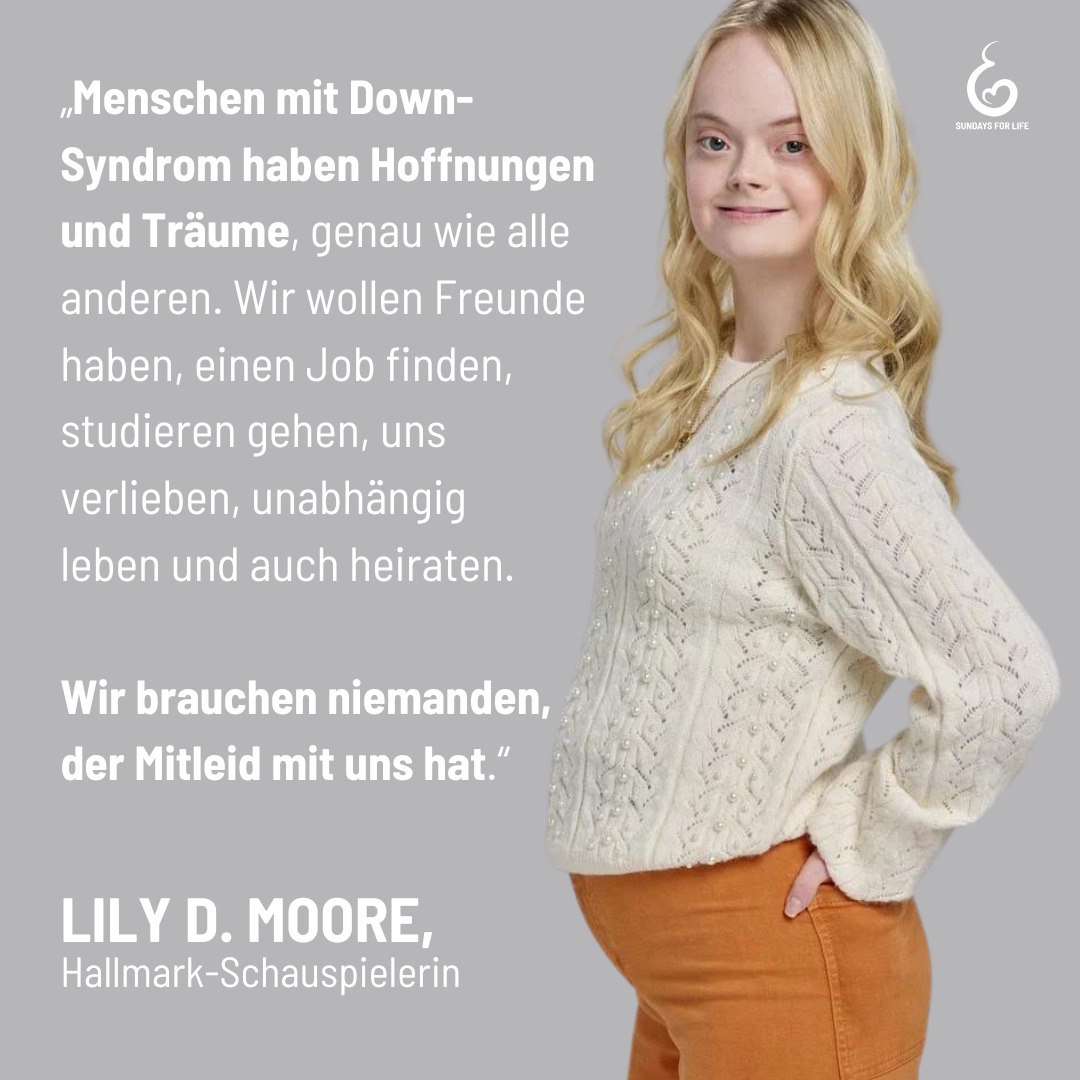 „Menschen mit Down-
Syndrom haben Hoffnungen
und Träume, genau wie alle
anderen. Wir wollen Freunde
haben, einen Job finden,
studieren gehen, uns
verlieben, unabhängig
leben und auch heiraten.
Wir brauchen niemanden,
der Mitleid mit uns hat.“
LILY D. MOORE,
Hallmark-Schauspielerin
SUNDAYS FOR LIFE